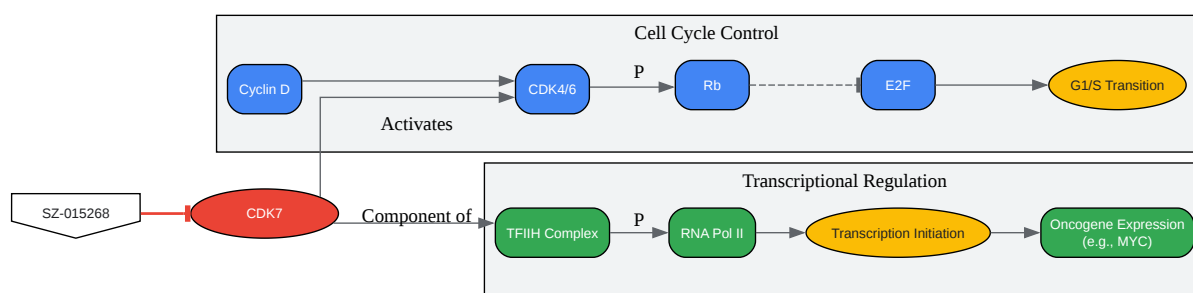 Cell Cycle Control
Cyclin D
CDK4/6
P
Rb
E2F
G1/S Transition
Activates
SZ-015268
CDK7
Component of
Transcriptional Regulation
TFIIH Complex
P
RNA Pol II
Transcription Initiation
Oncogene Expression
(e.g., MYC)